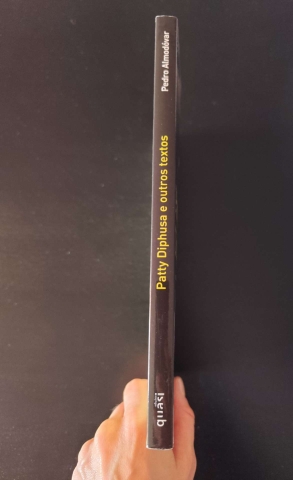 Pedro Almodóvar
Patty Diphusa e outros textos
quasi